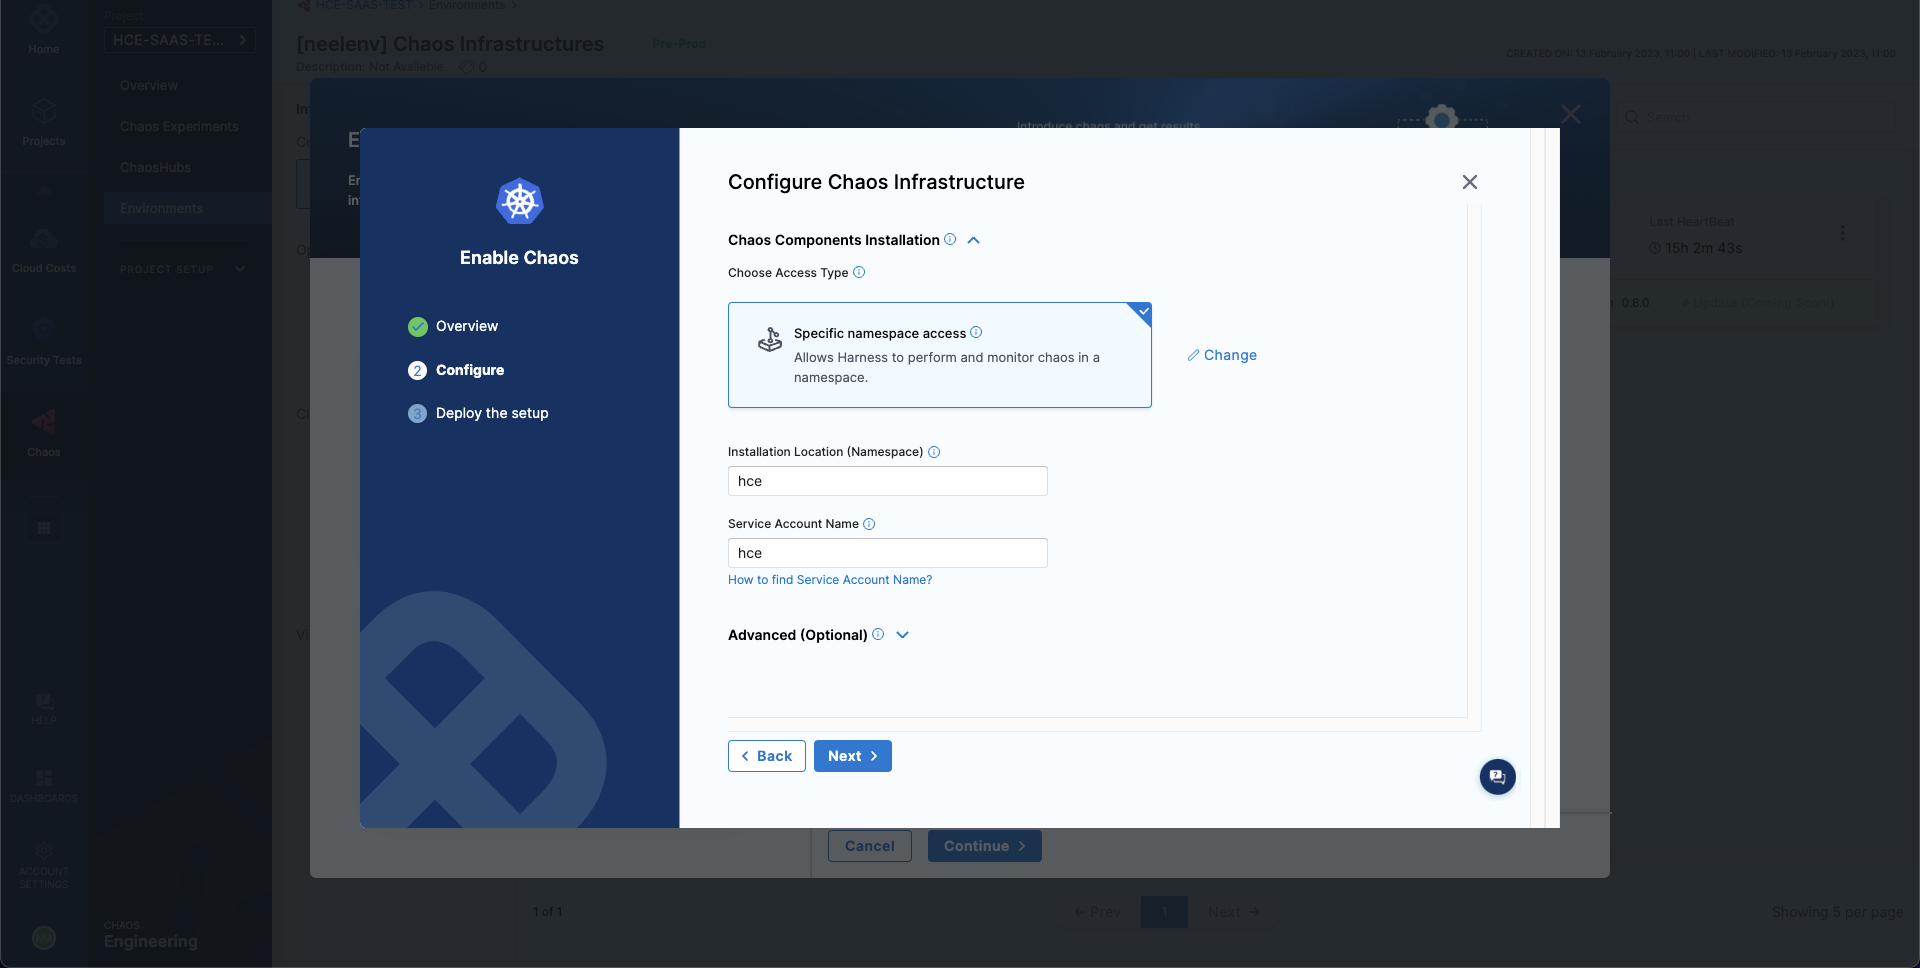 Home
Projects
Cloud Costs
Security Tests
Chaos
HELP
DASHBOARDS
ACCOUNT
SETTINGS
Project
HCE-SAAS-TE...
Overview
Chaos Experiments
ChaosHubs
Environments
PROJECT SETUP
CHAOS
Engineering
HCE-SAAS-TEST > Environments >
[neelenv] Chaos Infrastructures
Pre-Prod
Description: Not Available
0
CREATED ON: 13 February 2023, 11:00 | LAST MODIFIED: 13 February 2023, 11:00
Search
Introduce chaos and get results
Last HeartBeat
15h 2m 43s
0.8.0
Update (Coming Soon)
Enable Chaos
Overview
2 Configure
3 Deploy the setup
Configure Chaos Infrastructure
Chaos Components Installation
Choose Access Type
Specific namespace access
Allows Harness to perform and monitor chaos in a
namespace.
Change
Installation Location (Namespace)
hce
Service Account Name
hce
How to find Service Account Name?
Advanced (Optional)
Back
Next
Cancel
Continue
1 of 1
Prev
1
Next
Showing 5 per page